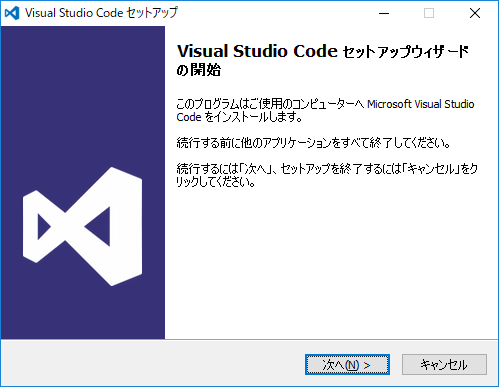 Visual Studio Code セットアップ
Visual Studio Code セットアップウィザード
の開始
このプログラムはご使用のコンピューターへ Microsoft Visual Studio
Code をインストールします。
続行する前に他のアプリケーションをすべて終了してください。
続行するには「次へ」、セットアップを終了するには「キャンセル」をク
リックしてください。
次へ(N) >
キャンセル